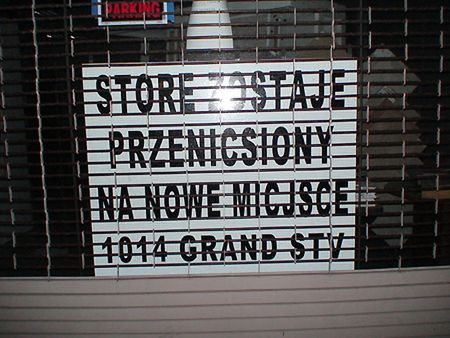 PARKING
STORE ZOSTAJE
PRZENICSIONY
NA NOWE MICJSCE
1014 GRAND STV